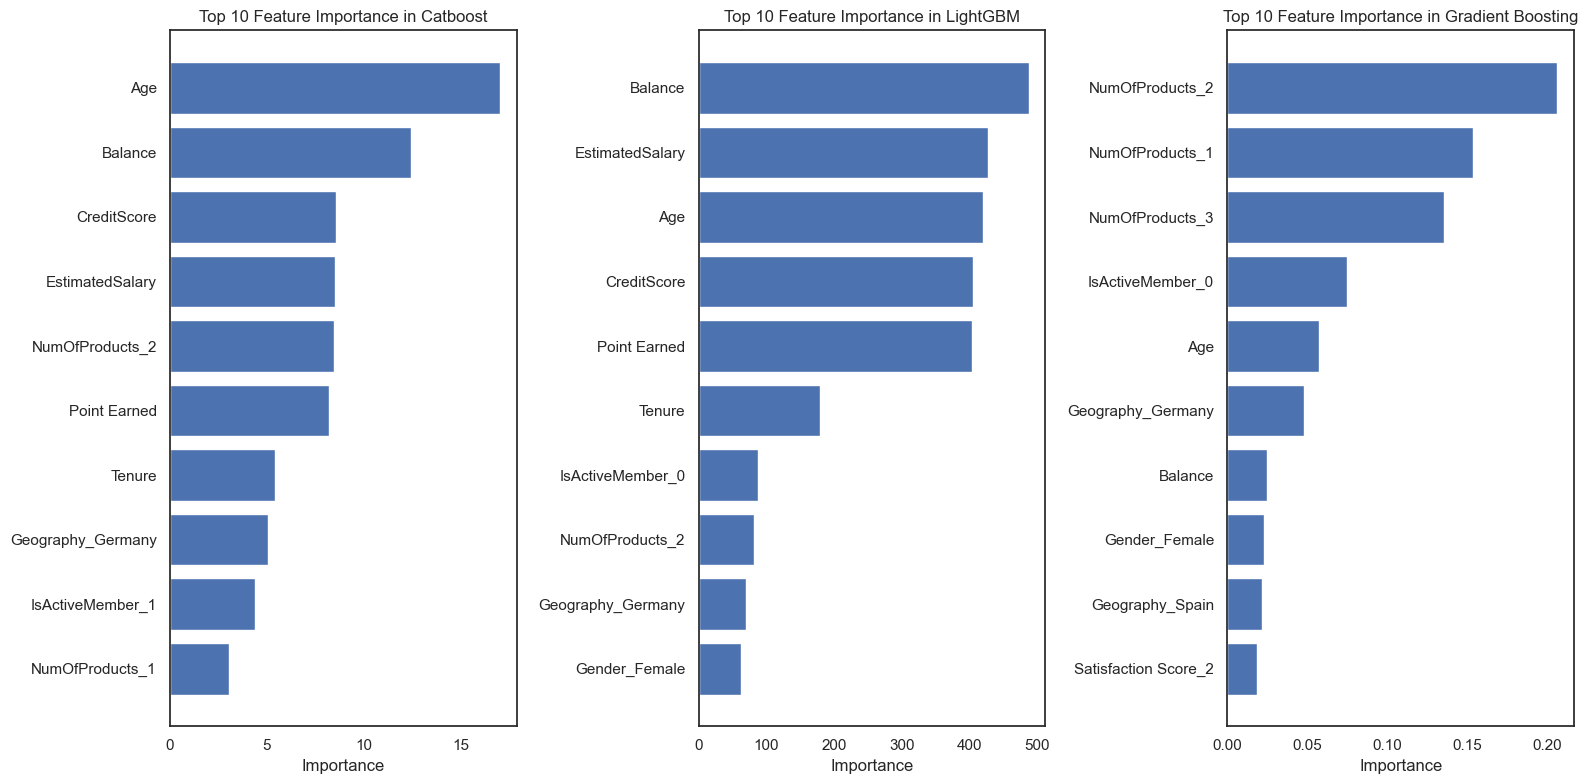 Top 10 Feature Importance in Catboost
Age
Balance
CreditScore
EstimatedSalary
NumOfProducts_2
Point Earned
Tenure
Geography_Germany
IsActiveMember_1
NumOfProducts_1
0 5 10 15
Importance
Top 10 Feature Importance in LightGBM
Balance
EstimatedSalary
Age
CreditScore
Point Earned
Tenure
IsActiveMember_0
NumOfProducts_2
Geography_Germany
Gender_Female
0 100 200 300 400 500
Importance
Top 10 Feature Importance in Gradient Boosting
NumOfProducts_2
NumOfProducts_1
NumOfProducts_3
IsActiveMember_0
Age
Geography_Germany
Balance
Gender_Female
Geography_Spain
Satisfaction Score_2
0.00 0.05 0.10 0.15 0.20
Importance